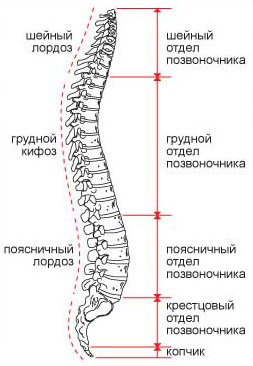 шейный
лордоз
шейный
отдел
позвоночника
грудной
кифоз
грудной
отдел
позвоночника
поясничный
лордоз
поясничный
отдел
позвоночника
крестцовый
отдел
позвоночника
копчик